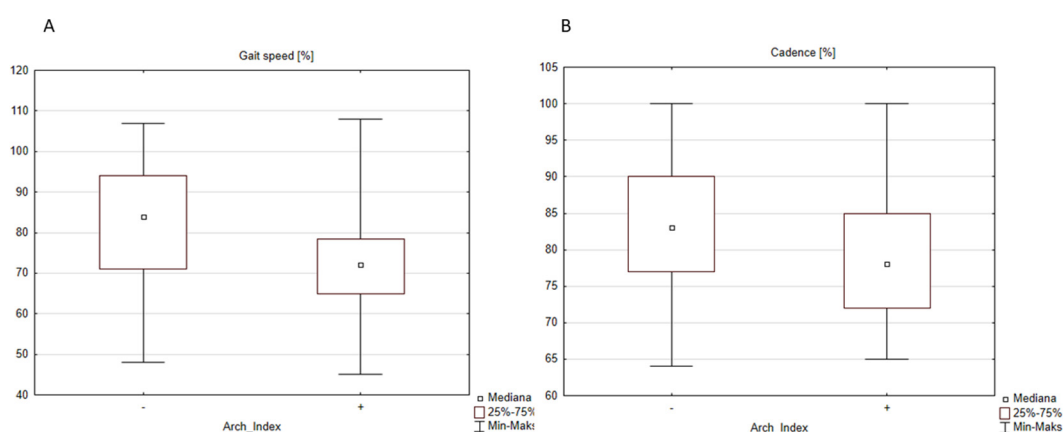 A
Gait speed [%]
120
110
100
90
80
70
60
50
40
-
+
Arch_Index
Mediana
25%-75%
Min-Maks
B
Cadence [%]
105
100
95
90
85
80
75
70
65
60
-
+
Arch_Index
Mediana
25%-75%
Min-Maks